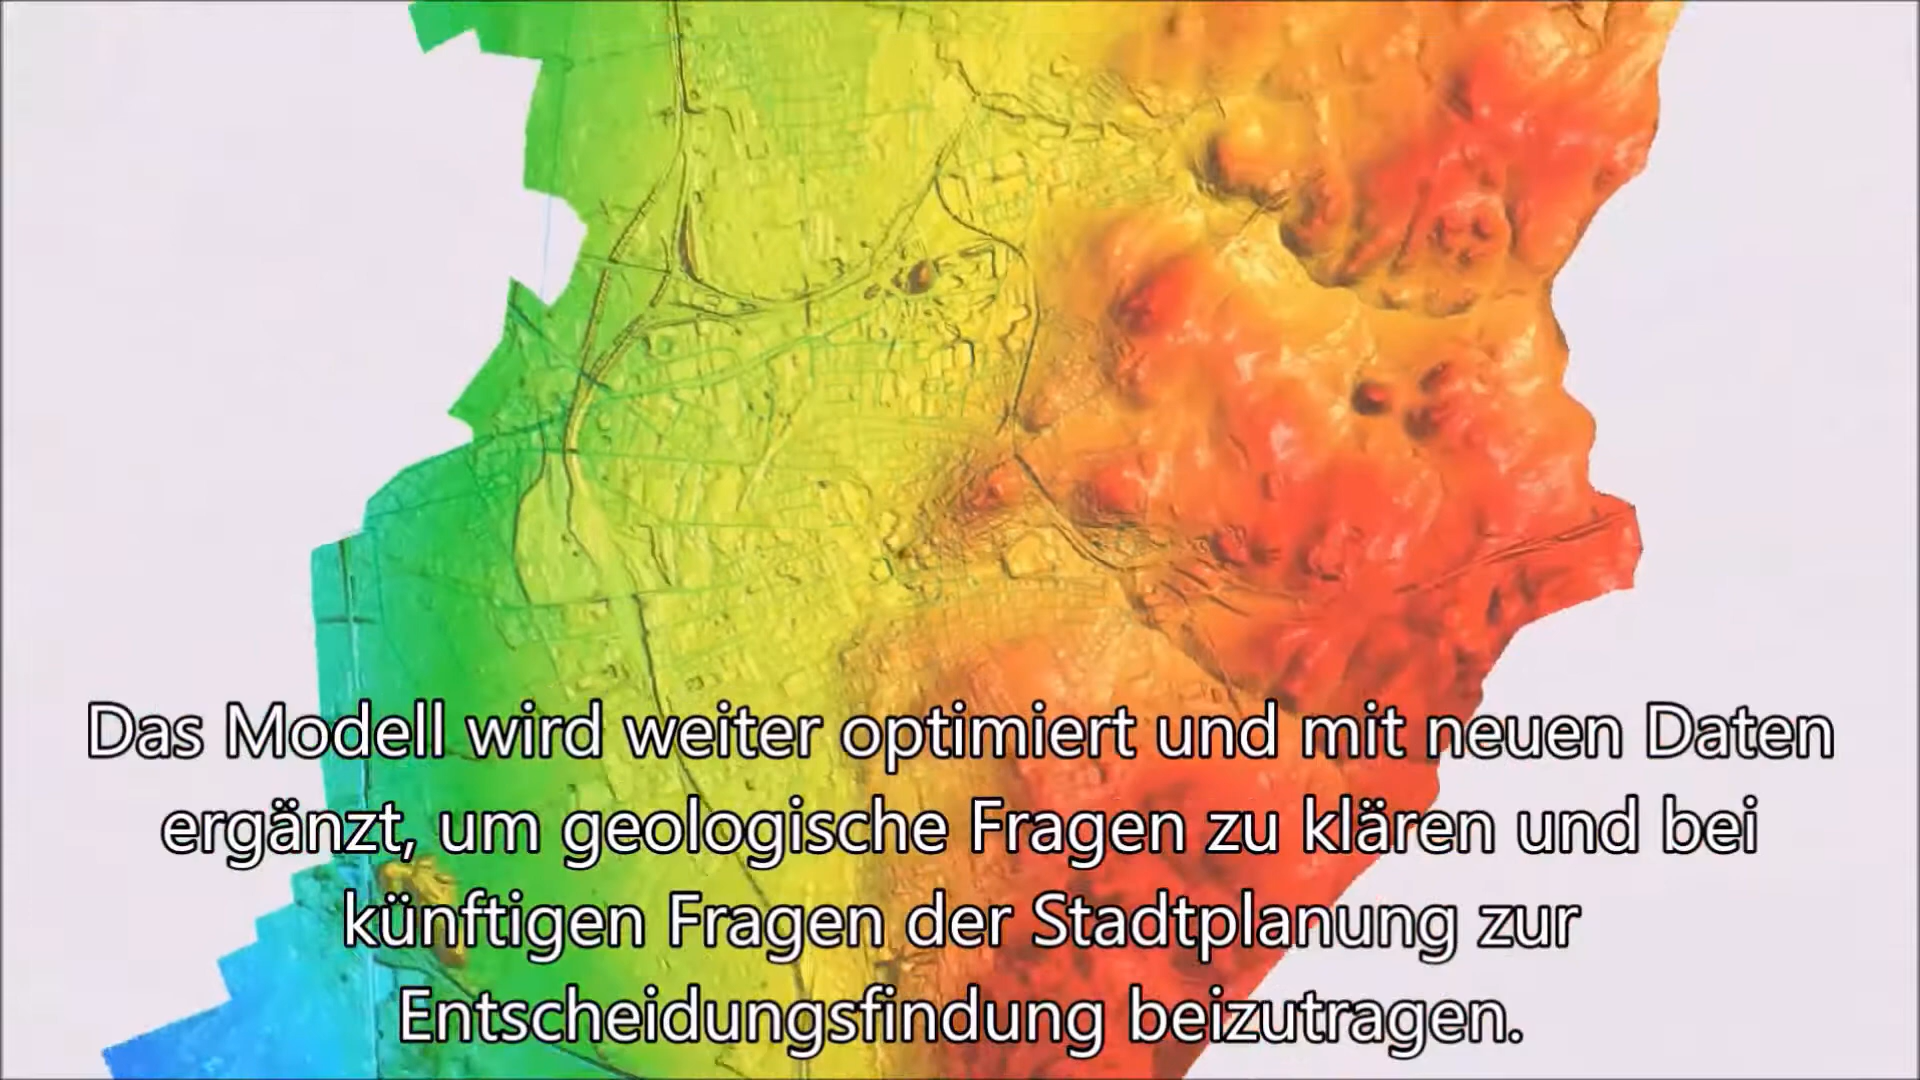 Das Modell wird weiter optimiert und mit neuen Daten
ergänzt, um geologische Fragen zu klären und bei
künftigen Fragen der Stadtplanung zur
Entscheidungsfindung beizutragen.